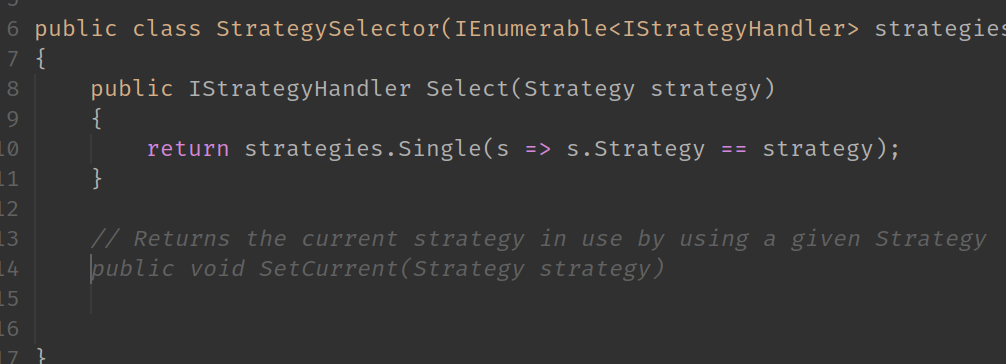 6 public class StrategySelector(IEnumerable<IStrategyHandler> strategies
7 {
8 public IStrategyHandler Select(Strategy strategy)
9 {
10 return strategies.Single(s => s.Strategy == strategy);
11 }
12
13 // Returns the current strategy in use by using a given Strategy
14 public void SetCurrent(Strategy strategy)
15
16
17 }